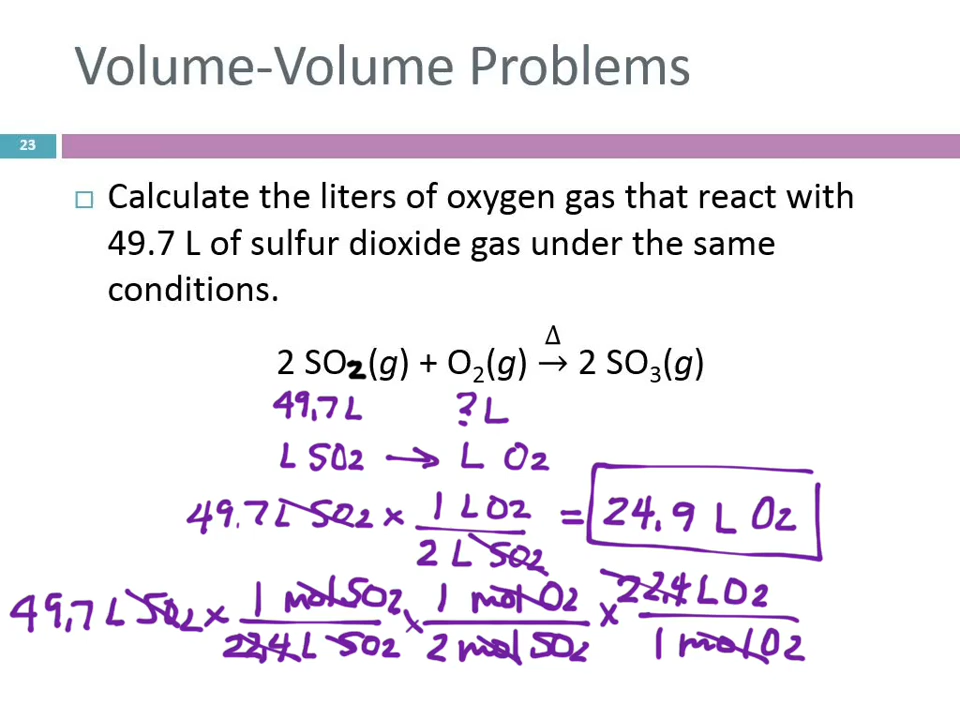 Volume-Volume Problems
23
Calculate the liters of oxygen gas that react with
49.7 L of sulfur dioxide gas under the same
conditions.
Δ
2 SO2(g) + O₂(g) → 2 SO₃(g)
49.7 L ? L
L SO2 → L O2
49.7 L SO2 × 1 L O2 / 2 L SO2 = 24.9 L O2
49.7 L SO2 × 1 mol SO2 / 22.4 L SO2 × 1 mol O2 / 2 mol SO2 × 22.4 L O2 / 1 mol O2